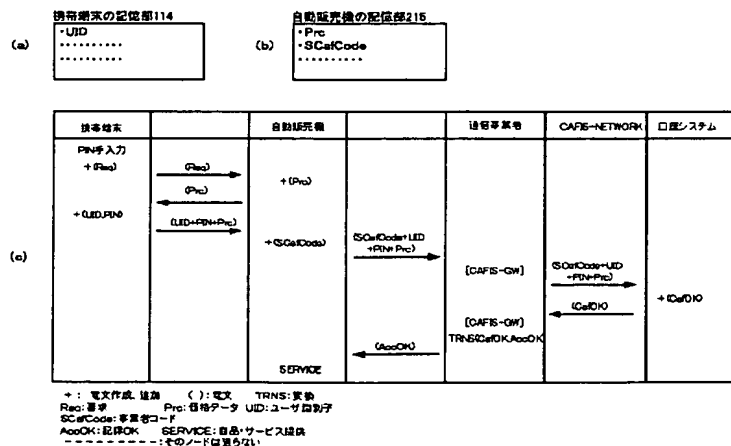 携帯端末の記憶部114
自動販売機の記憶部215
(a)
・UID
・・・・・・・・・・
・・・・・・・・・・
(b)
・Prc
・SCafCode
・・・・・・・・・・
(c)
携帯端末 自動販売機 通信事業者 CAFIS-NETWORK 口座システム
PIN手入力
+(Req) (Req) +(Prc)
(Prc)
+(UID,PIN) (UID+PIN+Prc)
+(SCafCode) (SCafCode+UID
+PIN+Prc)
[CAFIS-GW] (SCafCode+UID
+PIN+Prc)
+(CafOK)
(CafOK)
[CAFIS-GW]
TRNS(CafOK,AccOK)
(AccOK)
SERVICE
+ : 電文作成、追加 ( ):電文 TRNS:変換
Req:要求 Prc:価格データ UID:ユーザ識別子
SCafCode:事業者コード
AccOK:記帳OK SERVICE:商品・サービス提供
---------:そのノードは通らない